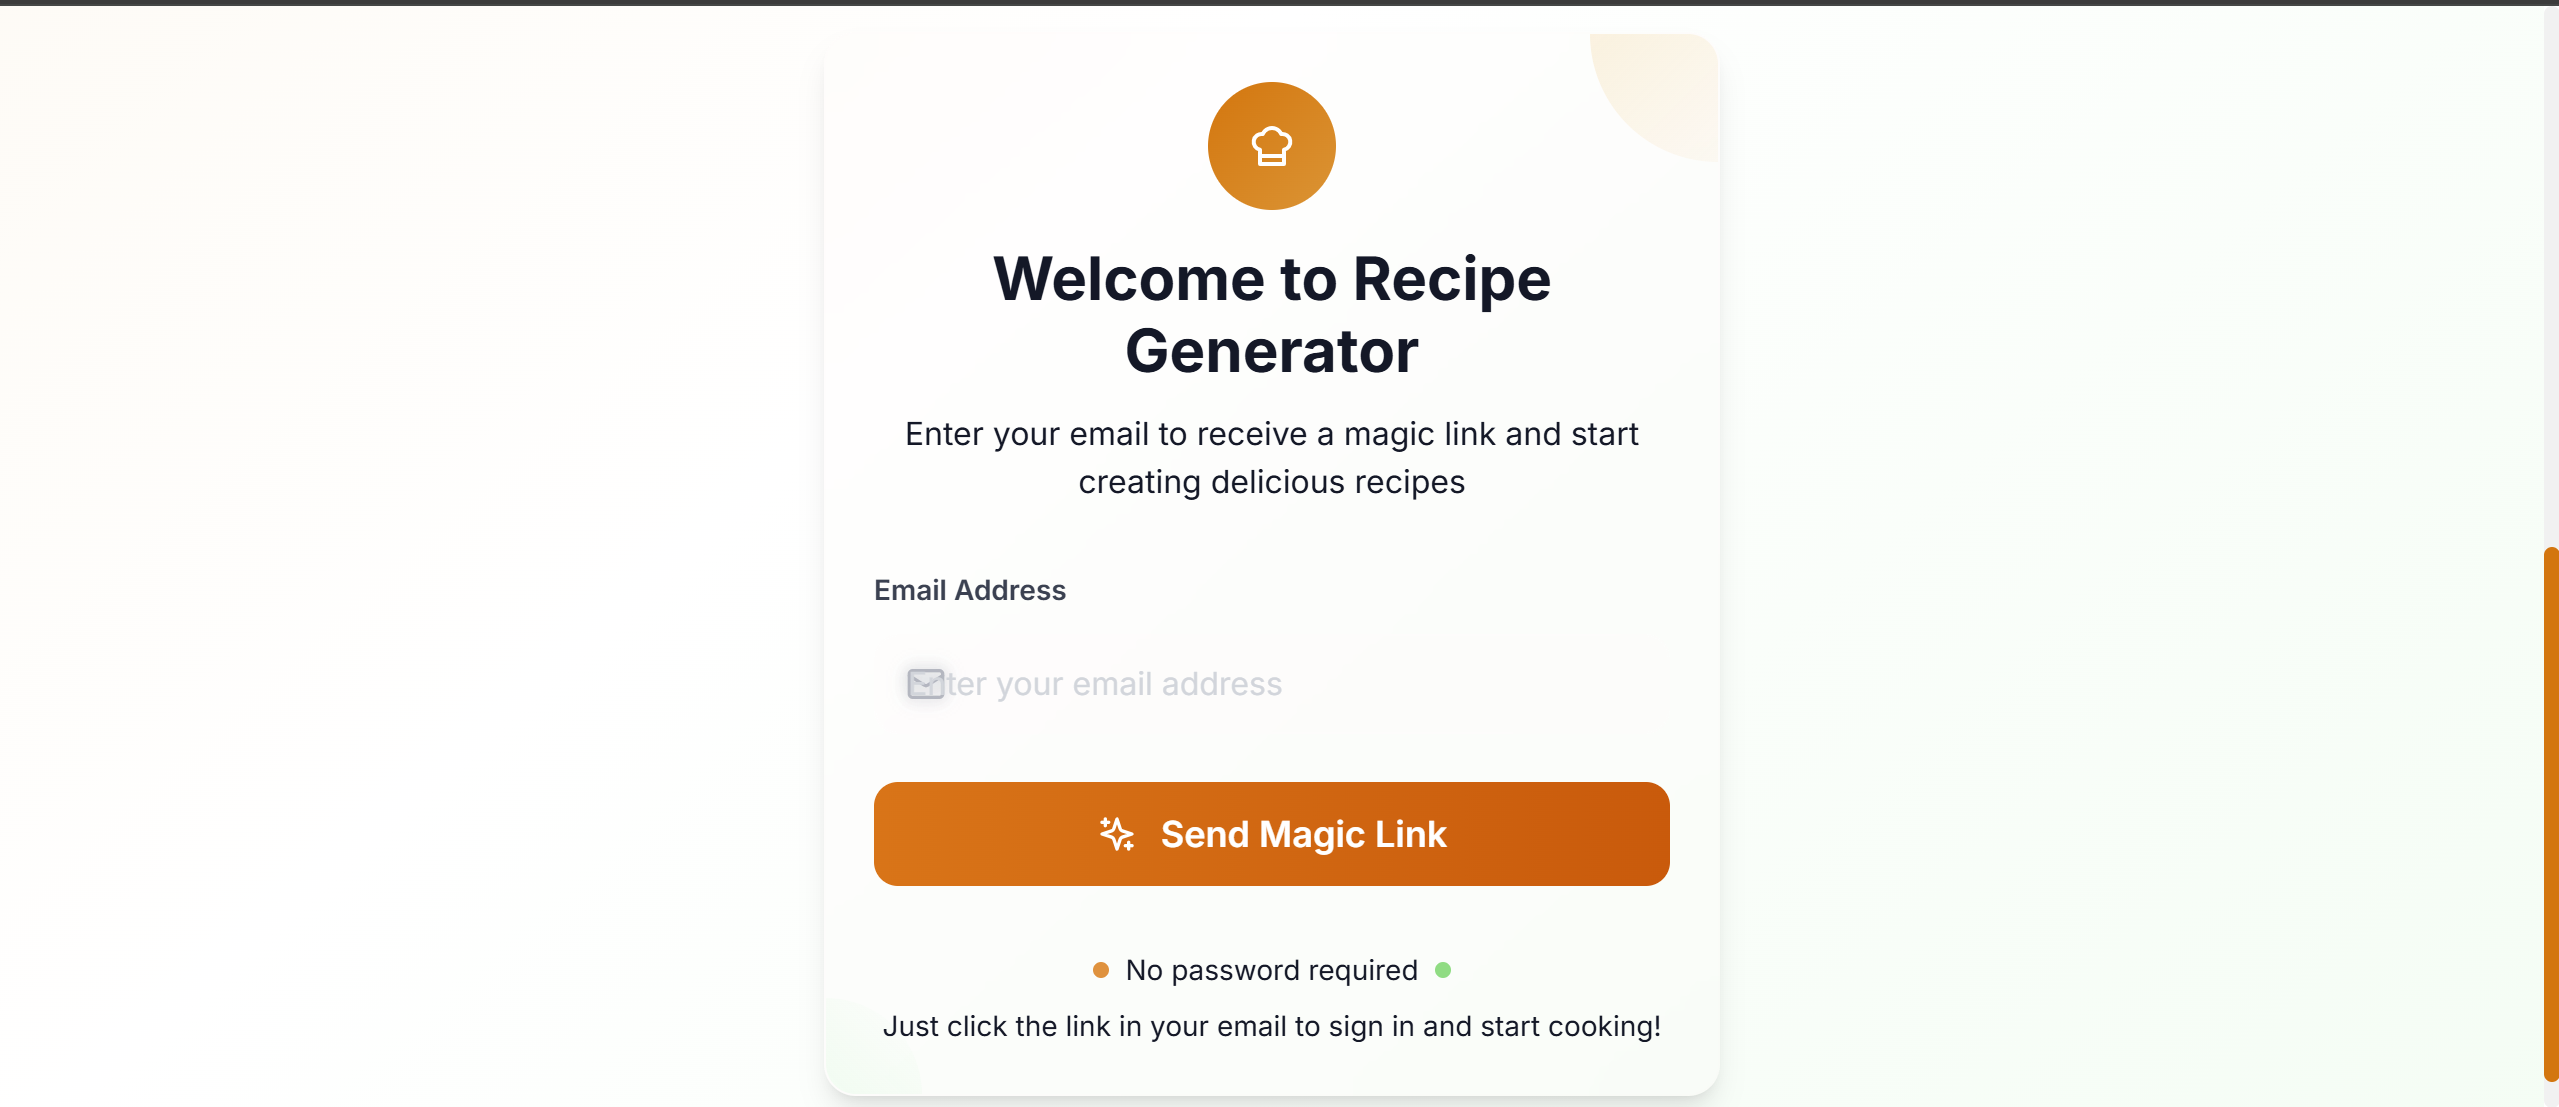 Welcome to Recipe
Generator
Enter your email to receive a magic link and start
creating delicious recipes
Email Address
Enter your email address
Send Magic Link
No password required
Just click the link in your email to sign in and start cooking!